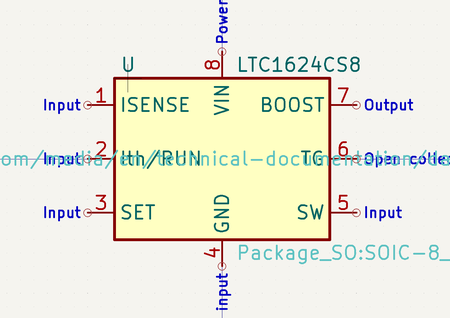 Power
8
U
LTC1624CS8
VIN
Input 1 ISENSE
BOOST 7 Output
Input 2 Ith/RUN
TG 6 Open
om/media/en/technical-documentation/da
Input 3 SET
SW 5 Input
GND
4
Package_SO:SOIC-8_
input